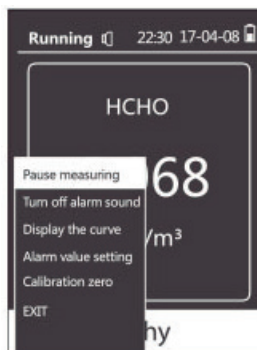 Running 22:30 17-04-08
HCHO
68
/m³
Pause measuring
Turn off alarm sound
Display the curve
Alarm value setting
Calibration zero
EXIT
hy